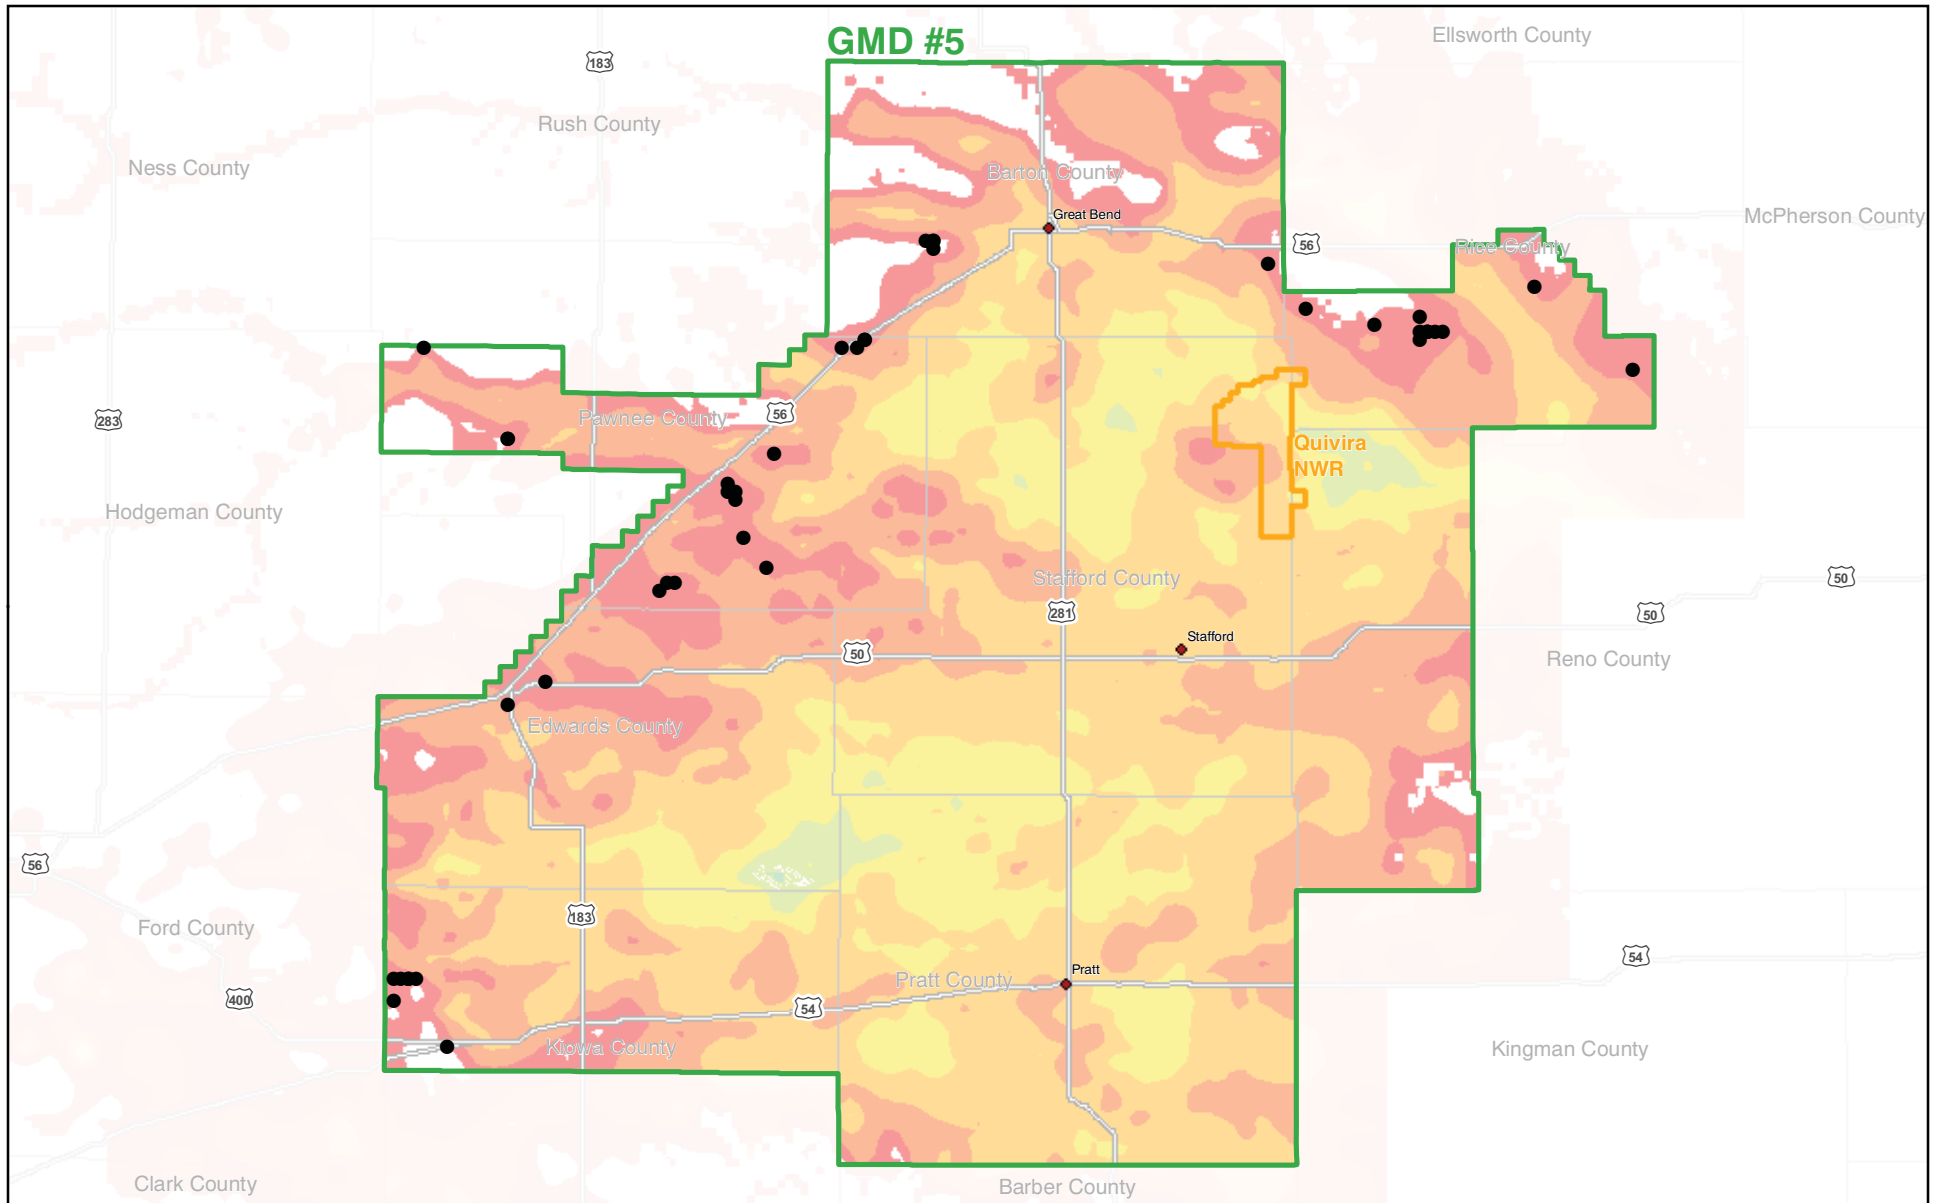 GMD #5
Ellsworth County
183
Rush County
Ness County
Barton County
Great Bend
McPherson County
56
Rice County
283
Pawnee County
56
Quivira
NWR
Hodgeman County
Stafford County
50
281
50
Stafford
50
Reno County
Edwards County
56
183
Ford County
Pratt County
Pratt
54
400
54
Kiowa County
Kingman County
Clark County
Barber County